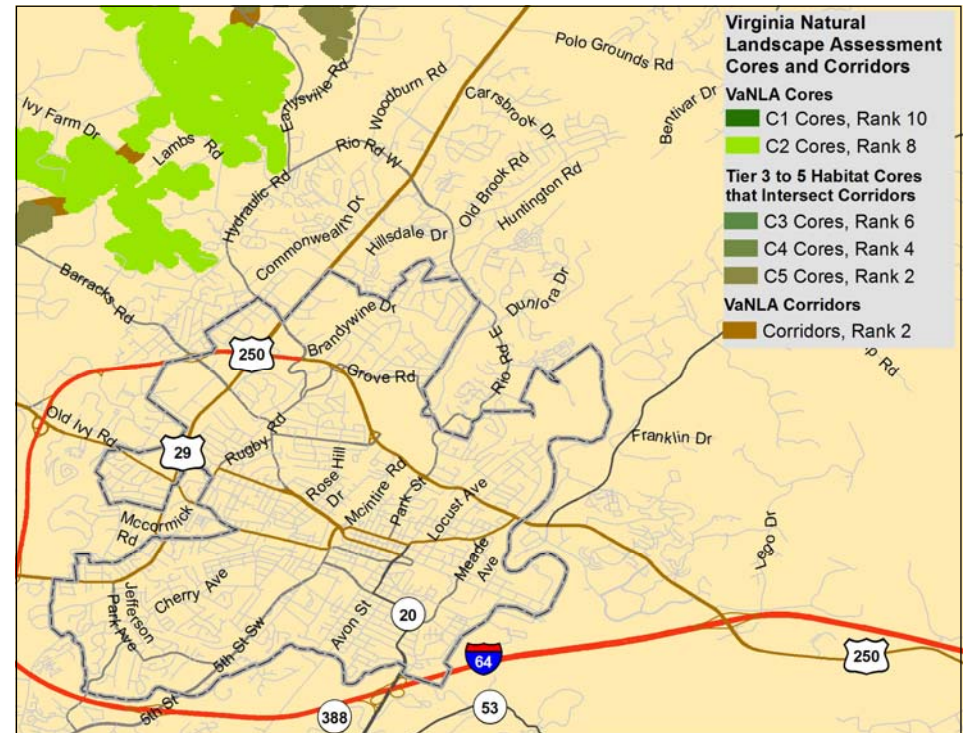 Virginia Natural
Landscape Assessment
Cores and Corridors
VaNLA Cores
C1 Cores, Rank 10
C2 Cores, Rank 8
Tier 3 to 5 Habitat Cores
that Intersect Corridors
C3 Cores, Rank 6
C4 Cores, Rank 4
C5 Cores, Rank 2
VaNLA Corridors
Corridors, Rank 2
Polo Grounds Rd
Earlysville Rd
Woodburn Rd
Carrsbrook Dr
Bentivar Dr
Ivy Farm Dr
Lambs Rd
Rio Rd W
Hydraulic Rd
Old Brook Rd
Huntington Rd
Commonwealth Dr
Hillsdale Dr
Barracks Rd
Brandywine Dr
Dunlora Dr
Rio Rd E
250
Grove Rd
Rd
Old Ivy Rd
29
Rugby Rd
Rose Hill
Dr
Mcintire Rd
Park St
Locust Ave
Franklin Dr
Mccormick
Rd
Meade
Ave
Lego Dr
Cherry Ave
Jefferson
Park Ave
5th St Sw
Avon St
20
64
250
5th St
388
53